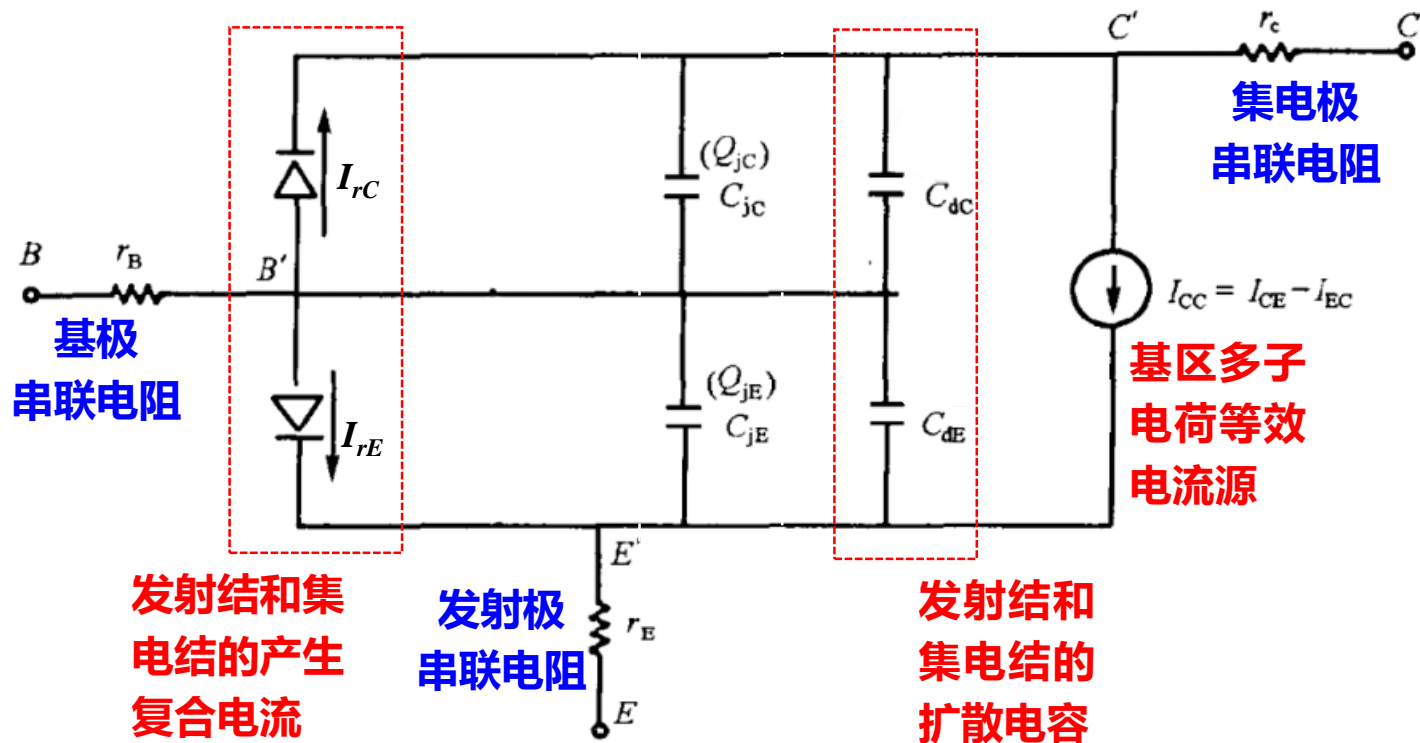 C'
r_c
C
集电极
串联电阻
I_rC
(Q_jC)
C_jC
C_dC
B
r_B
B'
基极
串联电阻
I_CC = I_CE − I_EC
基区多子
电荷等效
电流源
I_rE
(Q_jE)
C_jE
C_dE
E'
发射结和集
电结的产生
复合电流
发射极
串联电阻
r_E
E
发射结和
集电结的
扩散电容